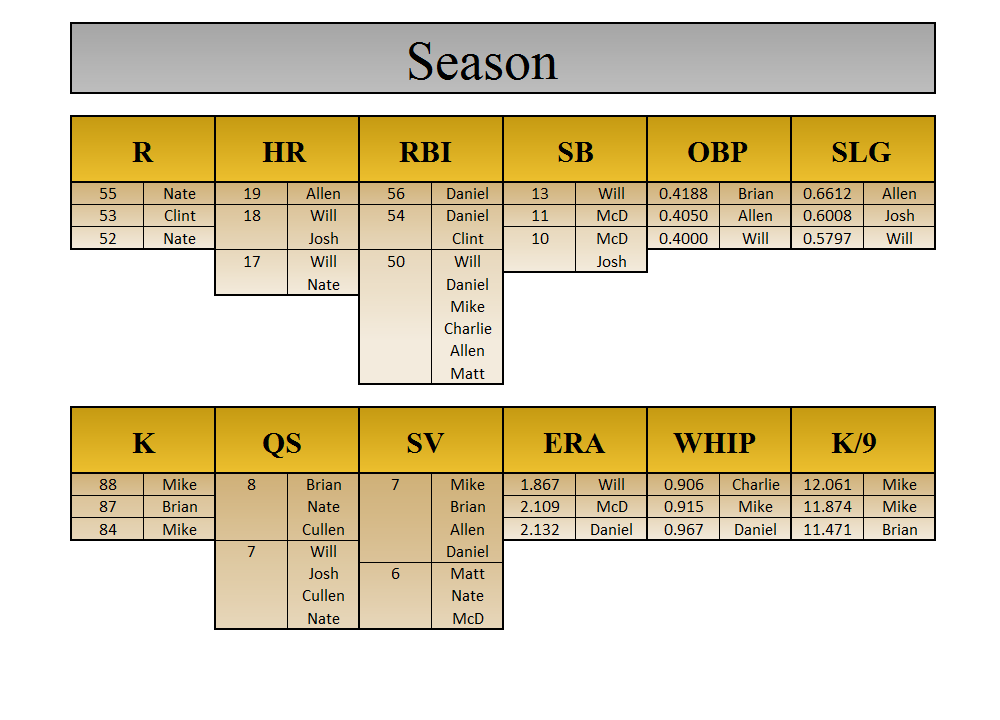 Season
R HR RBI SB OBP SLG
55 Nate 19 Allen 56 Daniel 13 Will 0.4188 Brian 0.6612 Allen
53 Clint 18 Will 54 Daniel 11 McD 0.4050 Allen 0.6008 Josh
52 Nate Josh Clint 10 McD 0.4000 Will 0.5797 Will
17 Will 50 Will Josh
Nate Daniel
Mike
Charlie
Allen
Matt
K QS SV ERA WHIP K/9
88 Mike 8 Brian 7 Mike 1.867 Will 0.906 Charlie 12.061 Mike
87 Brian Nate Brian 2.109 McD 0.915 Mike 11.874 Mike
84 Mike Cullen Allen 2.132 Daniel 0.967 Daniel 11.471 Brian
7 Will Daniel
Josh 6 Matt
Cullen Nate
Nate McD